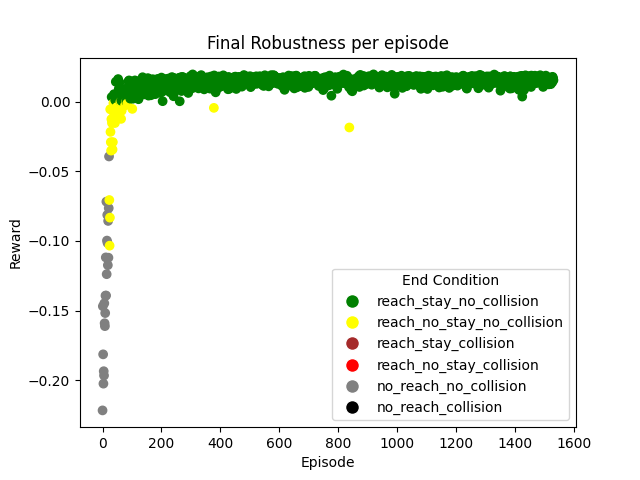 Final Robustness per episode
0.00
−0.05
−0.10
−0.15
−0.20
Reward
End Condition
reach_stay_no_collision
reach_no_stay_no_collision
reach_stay_collision
reach_no_stay_collision
no_reach_no_collision
no_reach_collision
0 200 400 600 800 1000 1200 1400 1600
Episode